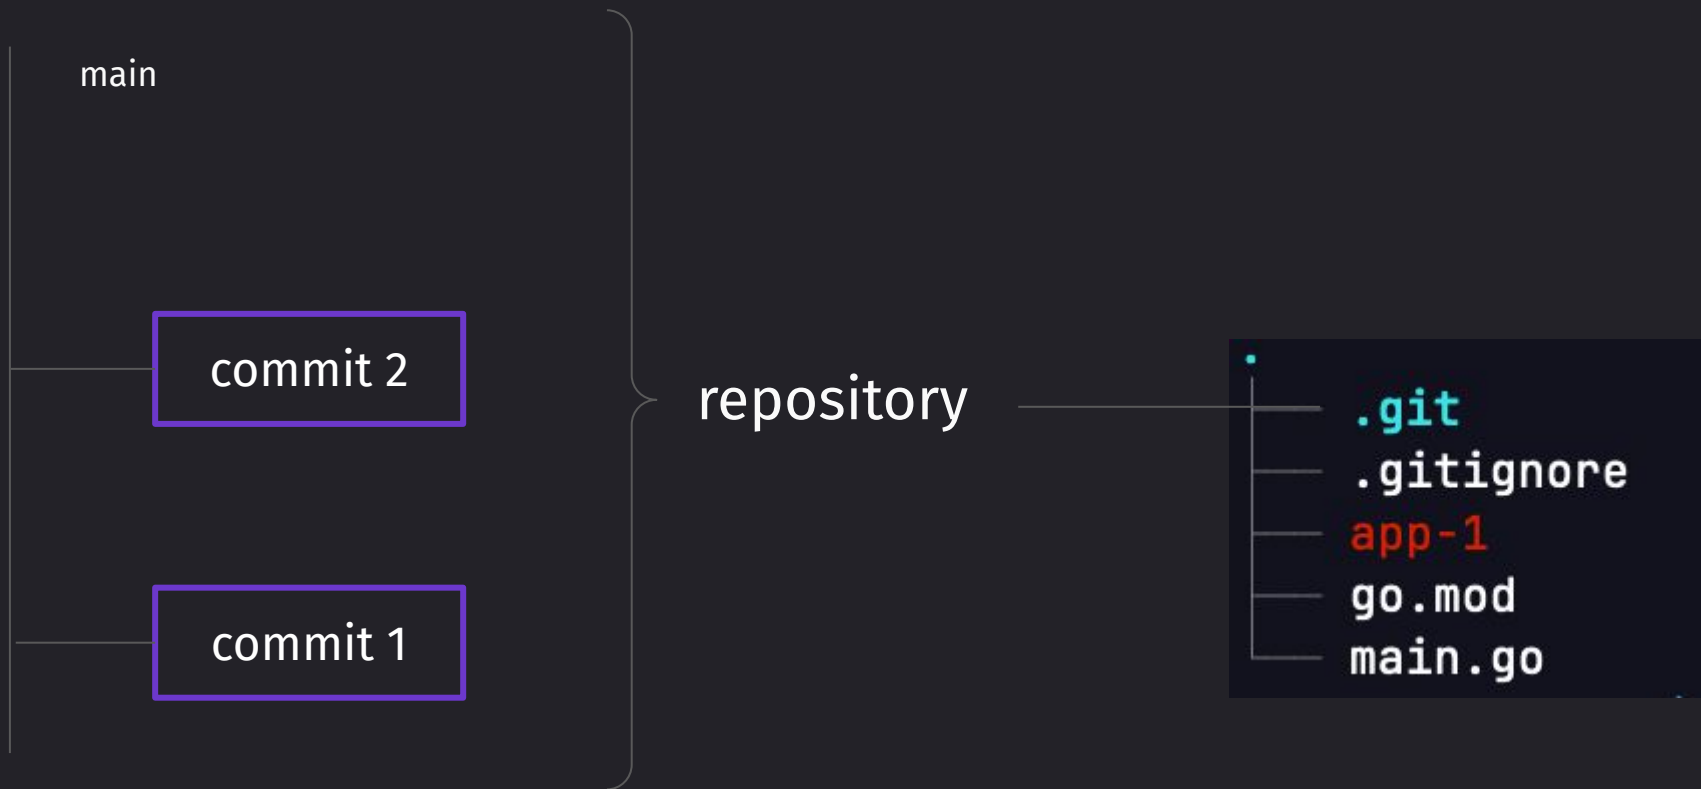 main
commit 2
commit 1
repository
.
.git
.gitignore
app-1
go.mod
main.go